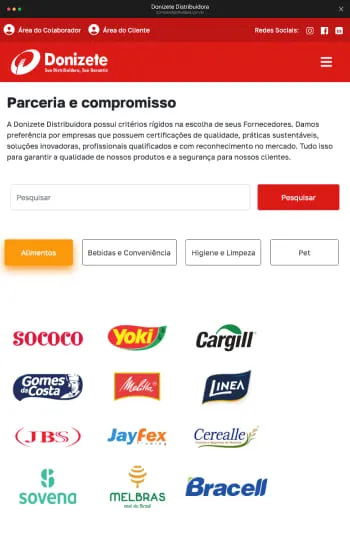 Donizete Distribuidora
Área do Colaborador Área do Cliente Redes Sociais:
Donizete
Sua Distribuidora, Sua Garantia
Parceria e compromisso
A Donizete Distribuidora possui critérios rígidos na escolha de seus Fornecedores. Damos
preferência por empresas que possuem certificações de qualidade, práticas sustentáveis,
soluções inovadoras, profissionais qualificados e com reconhecimento no mercado. Tudo isso
para garantir a qualidade de nossos produtos e a segurança para nossos clientes.
Pesquisar Pesquisar
Alimentos Bebidas e Conveniência Higiene e Limpeza Pet
SOCOCO Yoki Cargill
Gomes da Costa Melitta LINEA
JBS JayFex Cerealle
sovena MELBRAS Bracell
mel do Brasil